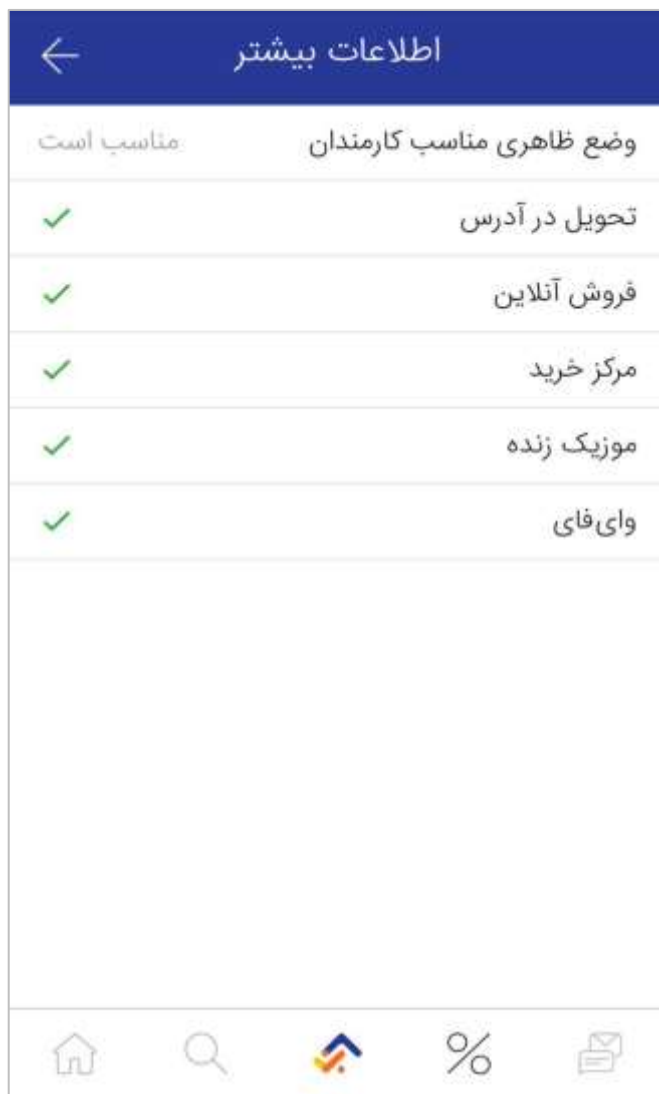 اطلاعات بیشتر
وضع ظاهری مناسب کارمندان مناسب است
تحویل در آدرس
فروش آنلاین
مرکز خرید
موزیک زنده
وای‌فای